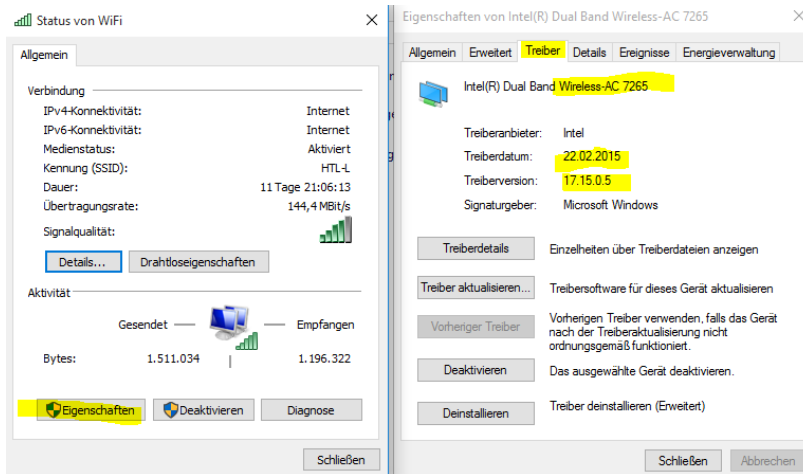 Status von WiFi
Allgemein
Verbindung
IPv4-Konnektivität: Internet
IPv6-Konnektivität: Internet
Medienstatus: Aktiviert
Kennung (SSID): HTL-L
Dauer: 11 Tage 21:06:13
Übertragungsrate: 144,4 MBit/s
Signalqualität:
Details... Drahtloseigenschaften
Aktivität
Gesendet Empfangen
Bytes: 1.511.034 1.196.322
Eigenschaften Deaktivieren Diagnose
Schließen
Eigenschaften von Intel(R) Dual Band Wireless-AC 7265
Allgemein Erweitert Treiber Details Ereignisse Energieverwaltung
Intel(R) Dual Band Wireless-AC 7265
Treiberanbieter: Intel
Treiberdatum: 22.02.2015
Treiberversion: 17.15.0.5
Signaturgeber: Microsoft Windows
Treiberdetails Einzelheiten über Treiberdateien anzeigen
Treiber aktualisieren... Treibersoftware für dieses Gerät aktualisieren
Vorheriger Treiber Vorherigen Treiber verwenden, falls das Gerät
nach der Treiberaktualisierung nicht
ordnungsgemäß funktioniert.
Deaktivieren Das ausgewählte Gerät deaktivieren.
Deinstallieren Treiber deinstallieren (Erweitert)
Schließen Abbrechen